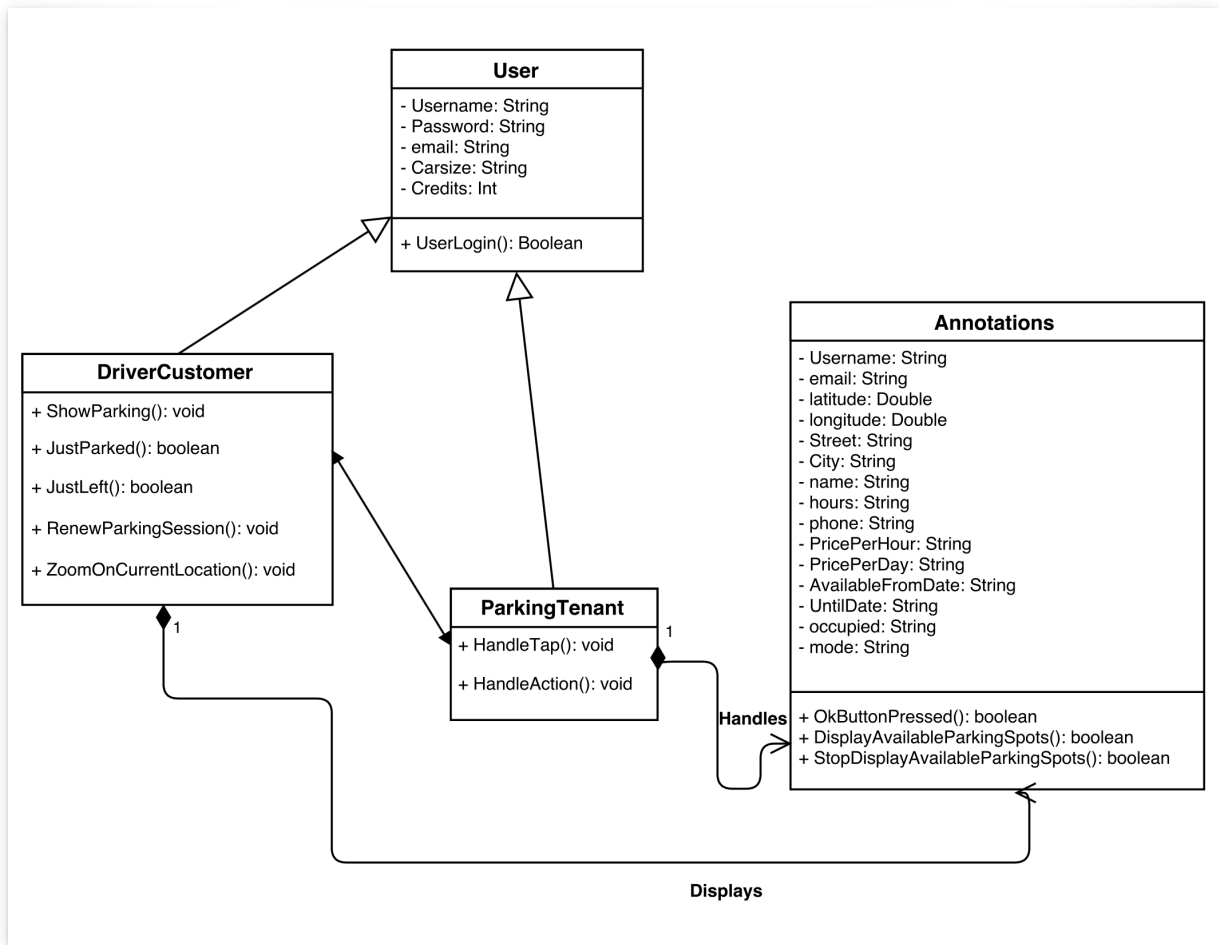 User
- Username: String
- Password: String
- email: String
- Carsize: String
- Credits: Int
+ UserLogin(): Boolean
DriverCustomer
+ ShowParking(): void
+ JustParked(): boolean
+ JustLeft(): boolean
+ RenewParkingSession(): void
+ ZoomOnCurrentLocation(): void
1
ParkingTenant
+ HandleTap(): void
+ HandleAction(): void
1
Handles
Annotations
- Username: String
- email: String
- latitude: Double
- longitude: Double
- Street: String
- City: String
- name: String
- hours: String
- phone: String
- PricePerHour: String
- PricePerDay: String
- AvailableFromDate: String
- UntilDate: String
- occupied: String
- mode: String
+ OkButtonPressed(): boolean
+ DisplayAvailableParkingSpots(): boolean
+ StopDisplayAvailableParkingSpots(): boolean
Displays